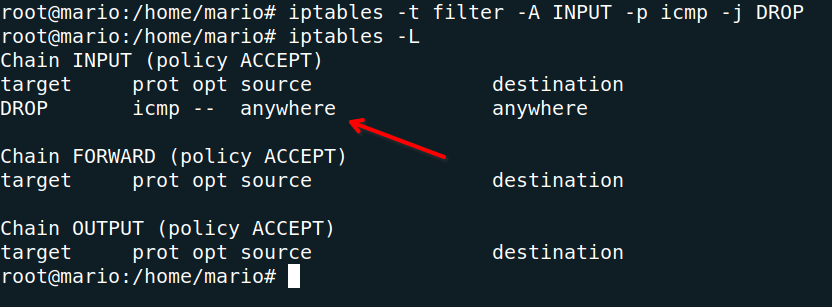 root@mario:/home/mario# iptables -t filter -A INPUT -p icmp -j DROP
root@mario:/home/mario# iptables -L
Chain INPUT (policy ACCEPT)
target     prot opt source               destination
DROP       icmp --  anywhere             anywhere

Chain FORWARD (policy ACCEPT)
target     prot opt source               destination

Chain OUTPUT (policy ACCEPT)
target     prot opt source               destination
root@mario:/home/mario#